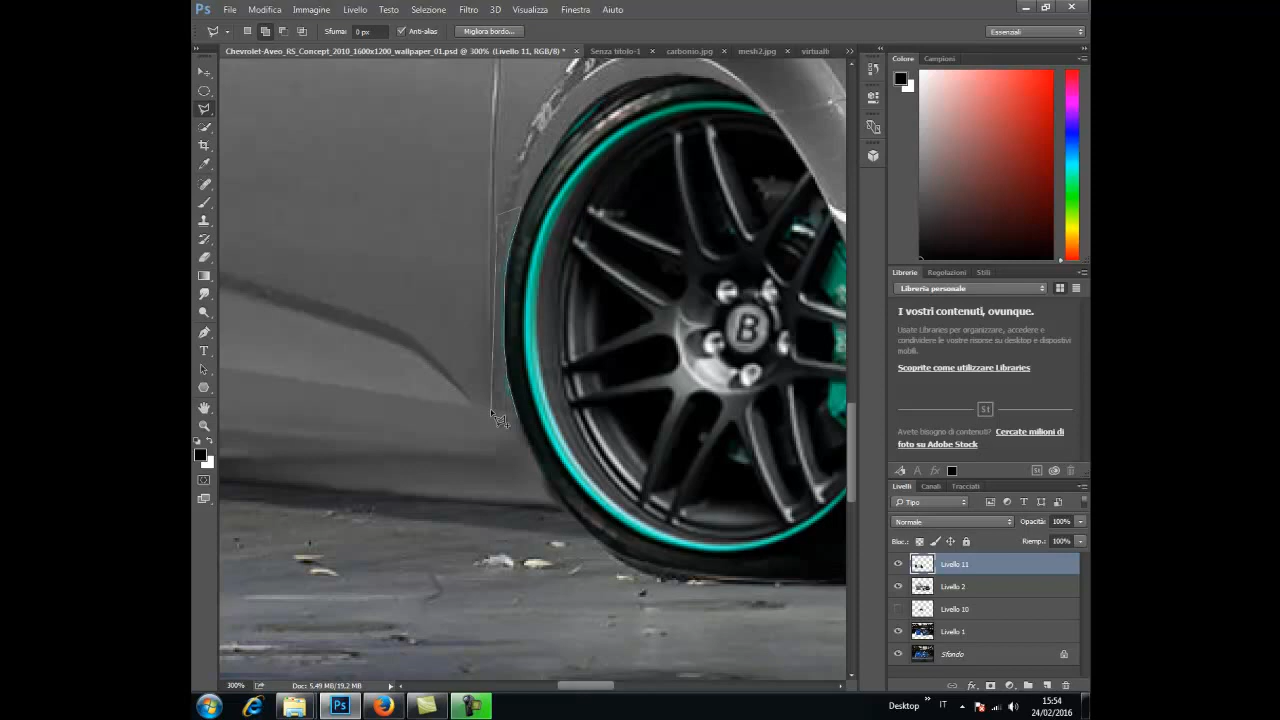 Ps File Modifica Immagine Livello Testo Selezione Filtro 3D Visualizza Finestra Aiuto
Sfuma: 0 px Anti-alias Migliora bordo... Essenziali
Chevrolet-Aveo_RS_Concept_2010_1600x1200_wallpaper_01.psd @ 300% (Livello 11, RGB/8) * × Senza titolo-1 × carbonio.jpg × mesh2.jpg ×
Colore Campioni
B
Librerie Regolazioni Stili
Libreria personale
I vostri contenuti, ovunque.
Usate Libraries per organizzare, accedere e
condividere le vostre risorse su desktop e dispositivi
mobili.
Scoprite come utilizzare Libraries
St
Avete bisogno di contenuti? Cercate milioni di
foto su Adobe Stock
Livelli Canali Tracciati
Tipo
Normale Opacità: 100%
Bloc.: Riemp.: 100%
Livello 11
Livello 2
Livello 10
Livello 1
Sfondo
300% Doc: 5.49 MB/19.2 MB
Ps Desktop » IT 15:54
24/02/2016